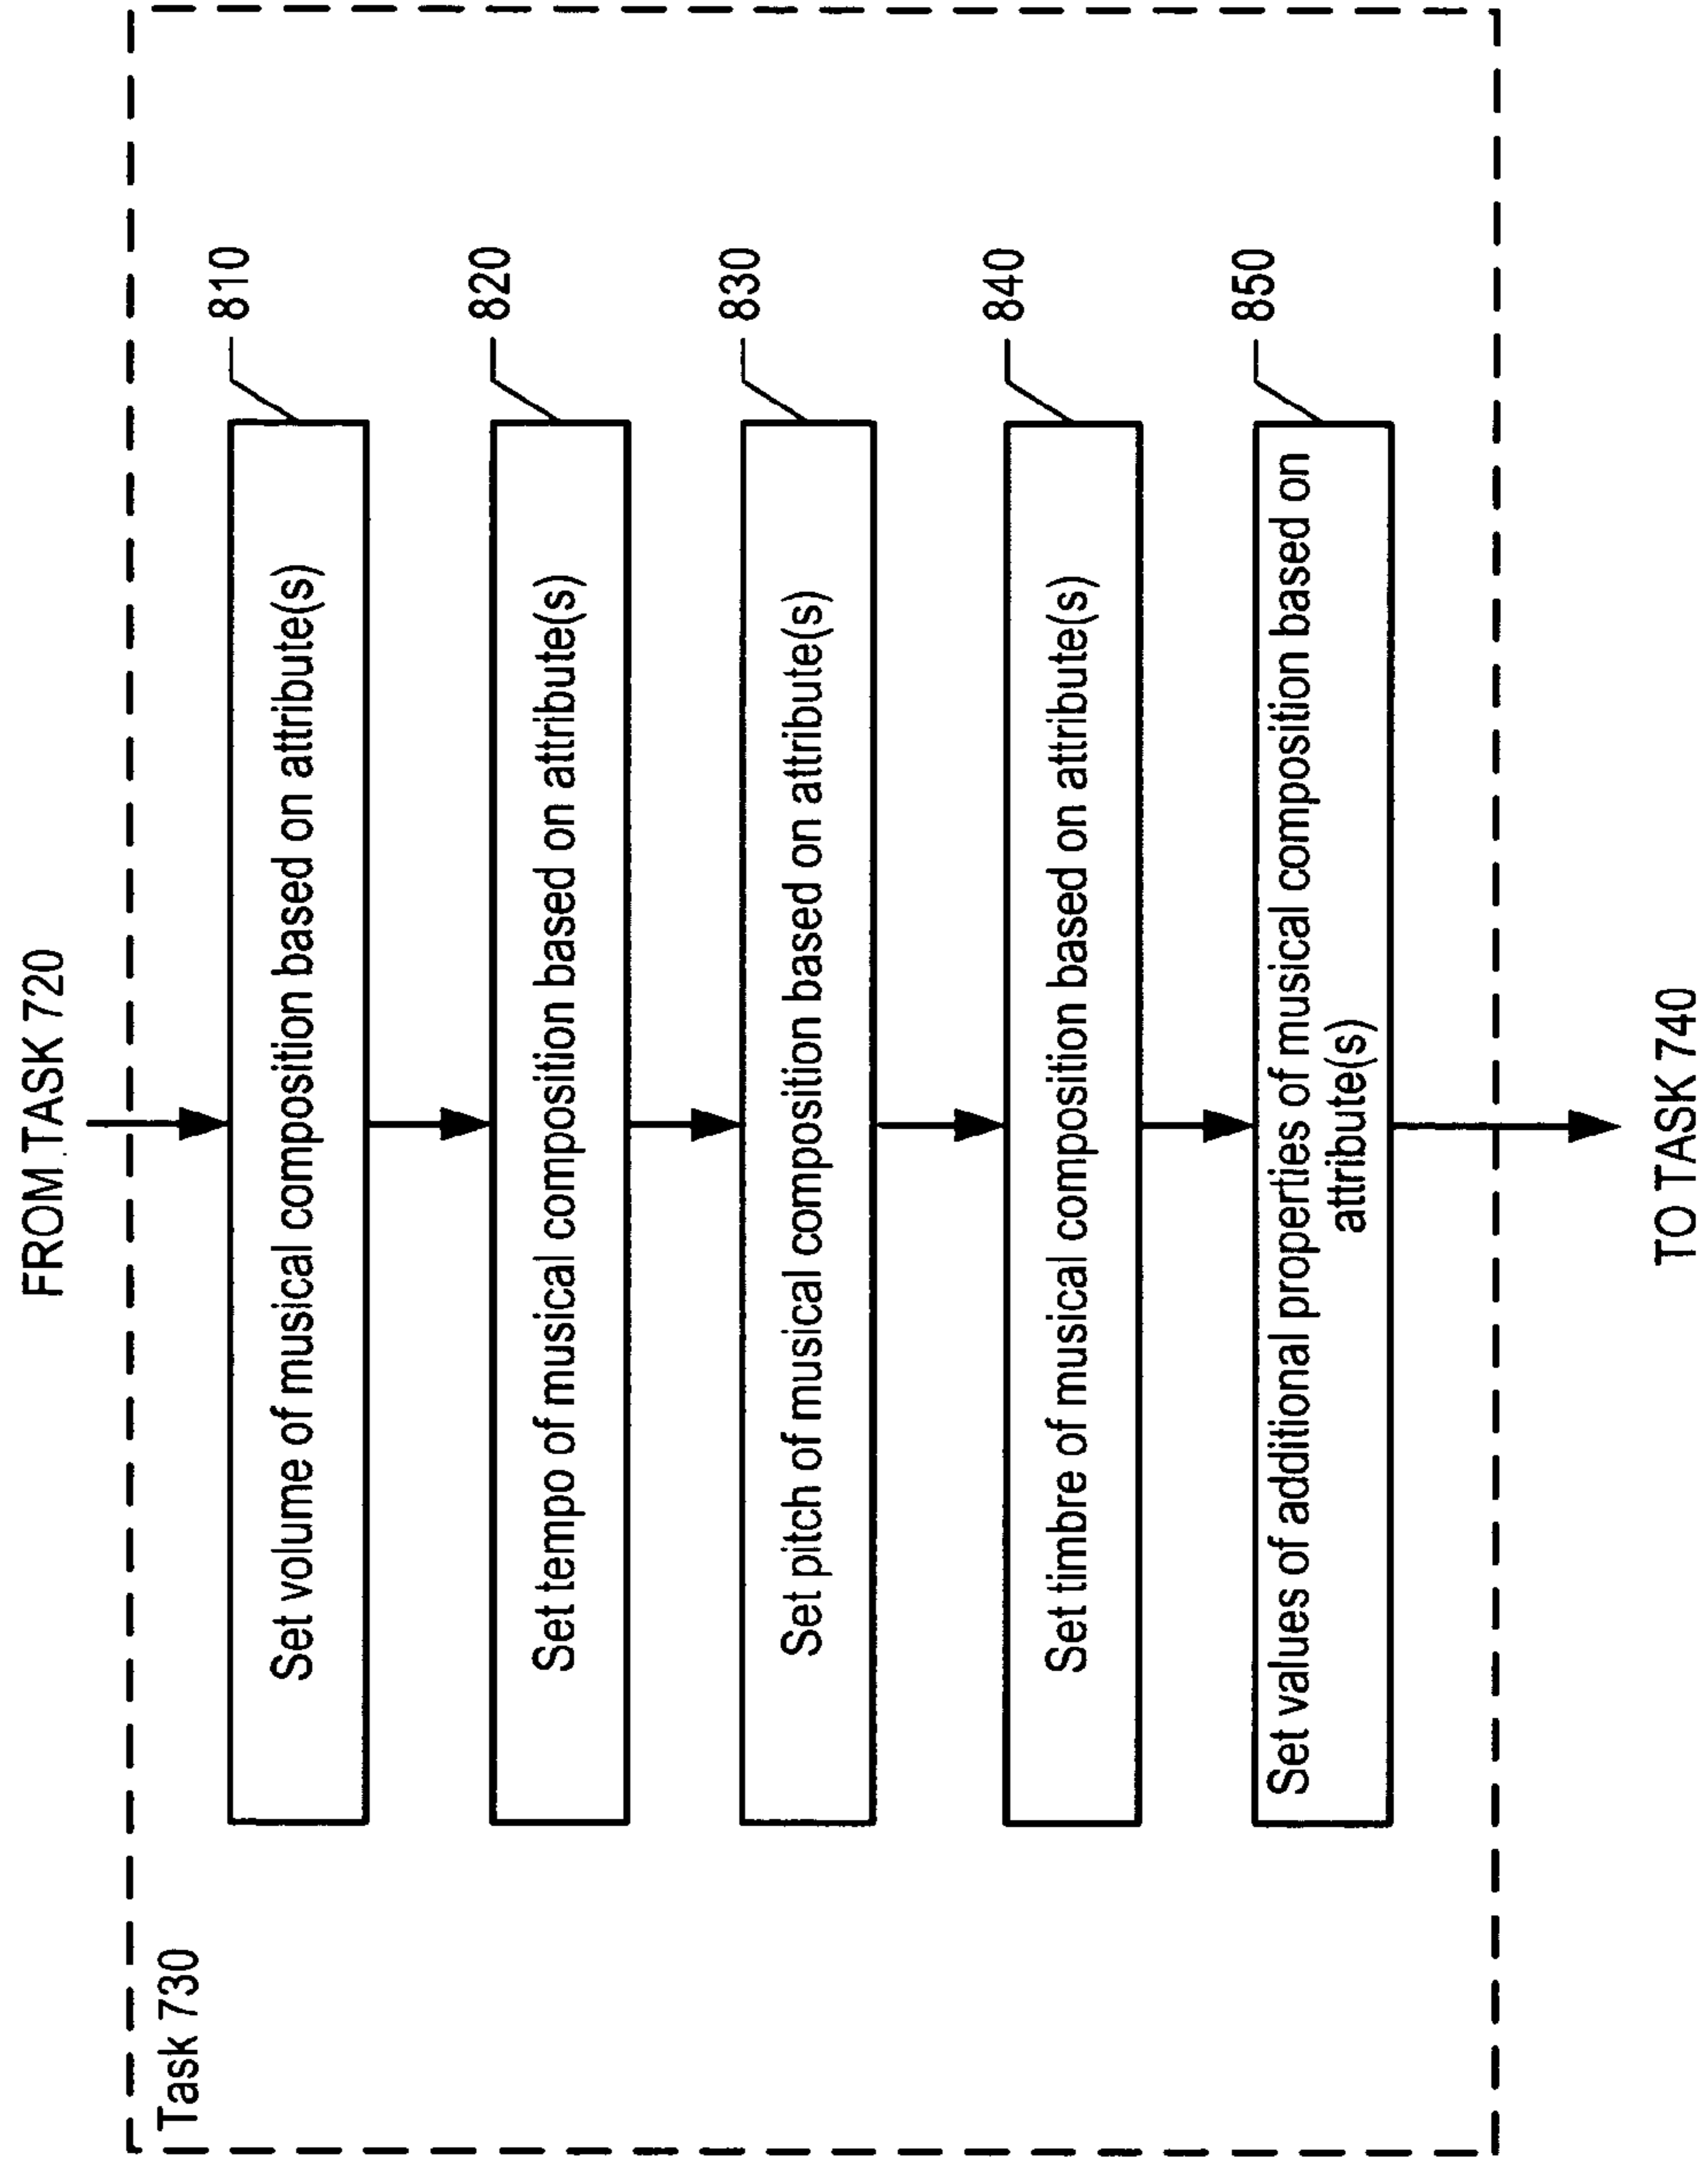 FROM TASK 720
Task 730
810
Set volume of musical composition based on attribute(s)
820
Set tempo of musical composition based on attribute(s)
830
Set pitch of musical composition based on attribute(s)
840
Set timbre of musical composition based on attribute(s)
850
Set values of additional properties of musical composition based on
attribute(s)
TO TASK 740